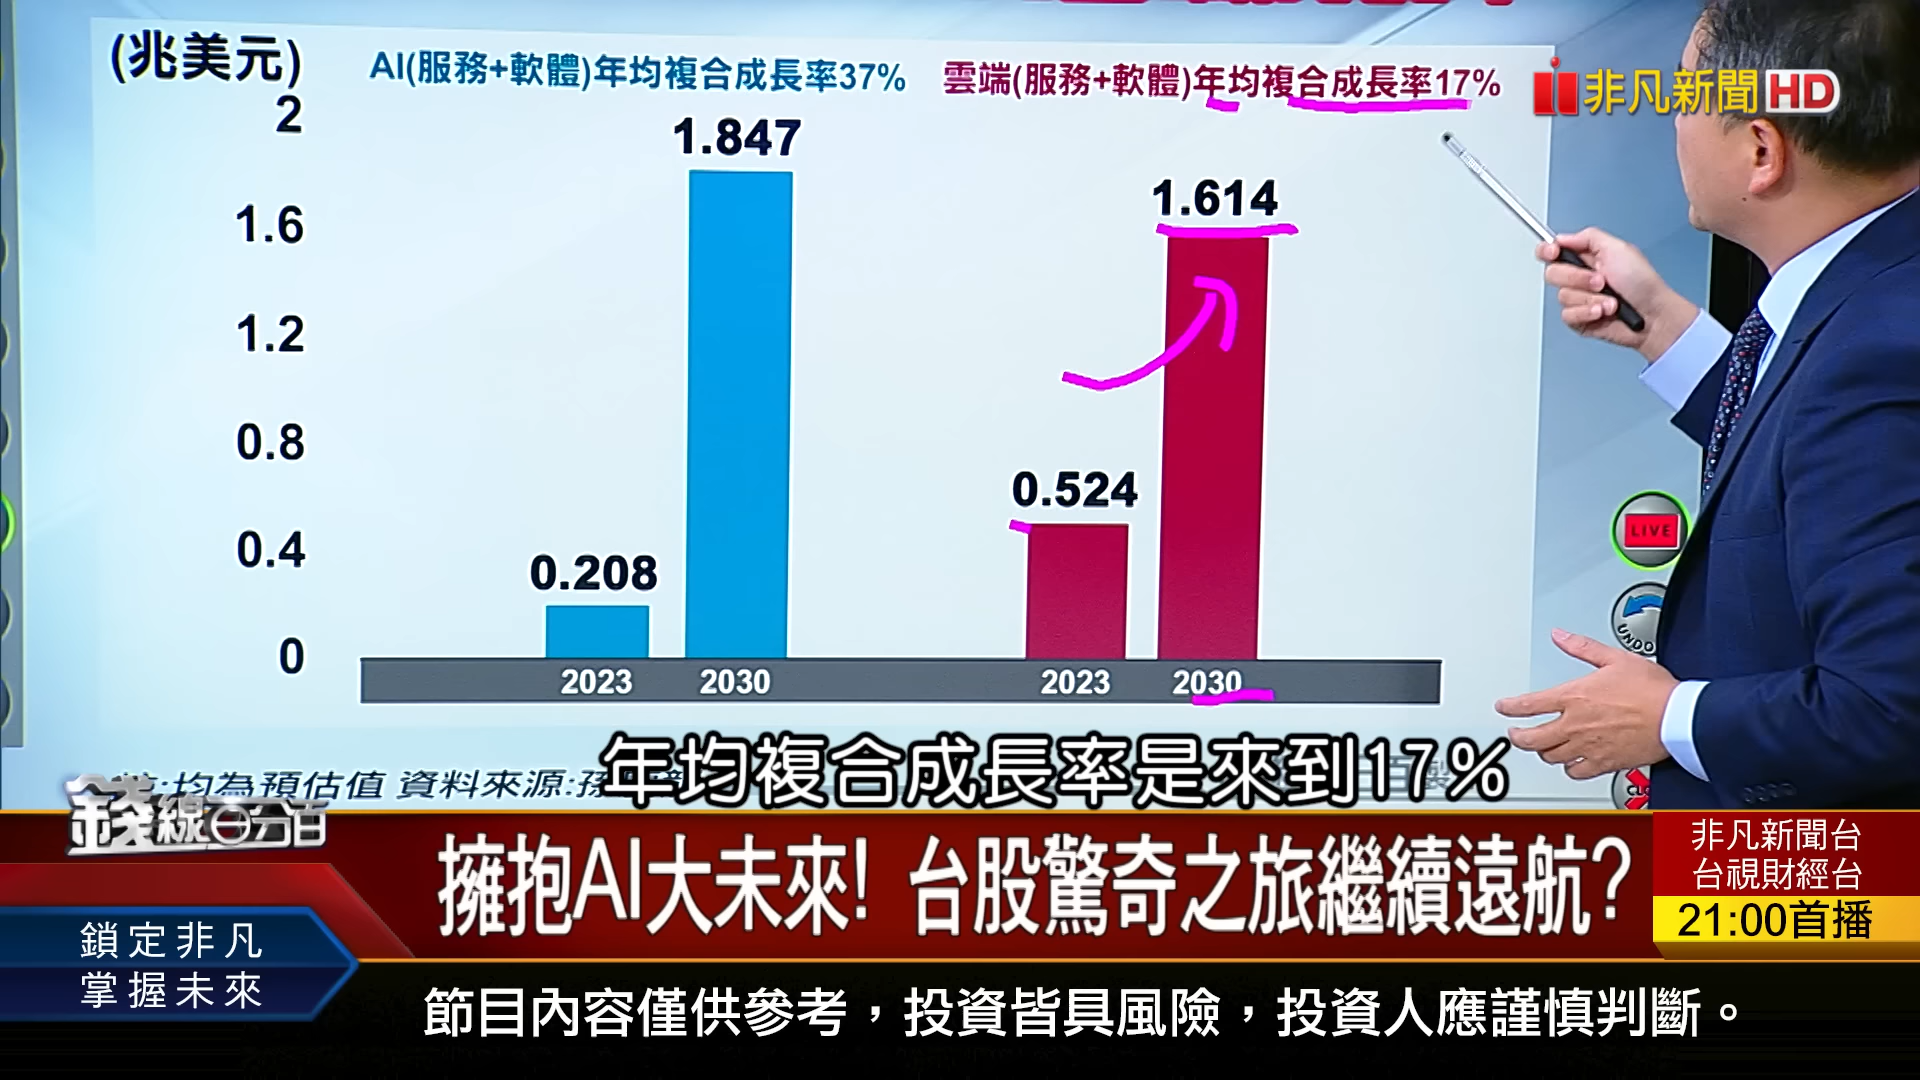 (兆美元)
AI(服務+軟體)年均複合成長率37%
雲端(服務+軟體)年均複合成長率17%
非凡新聞HD
2
1.6
1.2
0.8
0.4
0
1.847
0.208
1.614
0.524
2023
2030
2023
2030
LIVE
UNDO
:均為預估值 資料來源:
年均複合成長率是來到17%
錢線百分百
擁抱AI大未來! 台股驚奇之旅繼續遠航?
非凡新聞台
台視財經台
21:00首播
鎖定非凡
掌握未來
節目內容僅供參考，投資皆具風險，投資人應謹慎判斷。